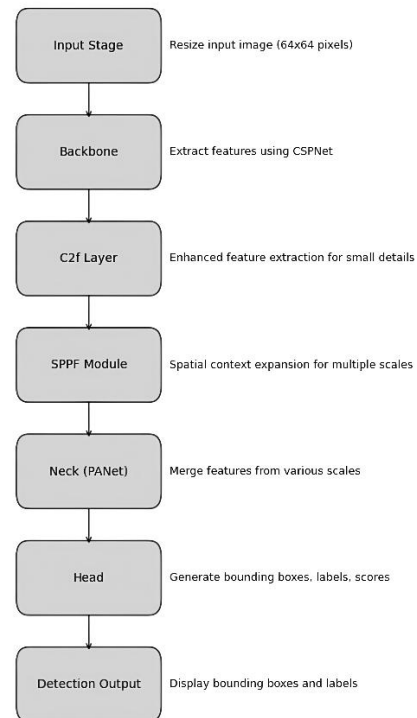 Input Stage
Resize input image (64x64 pixels)
Backbone
Extract features using CSPNet
C2f Layer
Enhanced feature extraction for small details
SPPF Module
Spatial context expansion for multiple scales
Neck (PANet)
Merge features from various scales
Head
Generate bounding boxes, labels, scores
Detection Output
Display bounding boxes and labels